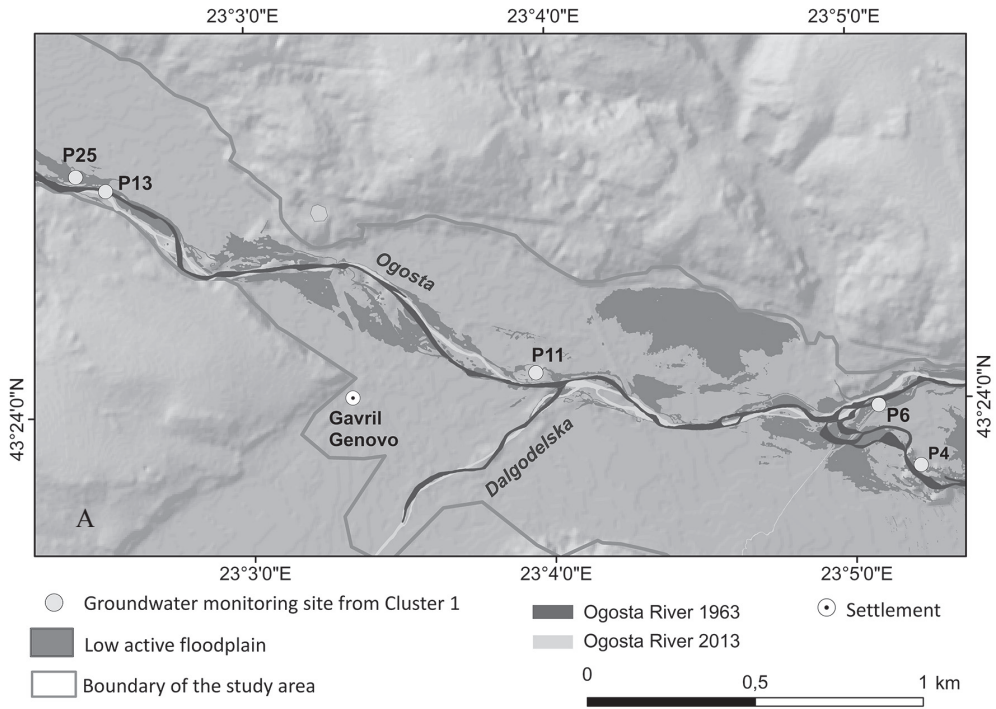 23°3'0"E 23°4'0"E 23°5'0"E
P25
P13
Ogosta
P11
43°24'0"N
43°24'0"N
Gavril
Genovo
P6
P4
Dalgodelska
A
23°3'0"E 23°4'0"E 23°5'0"E
Groundwater monitoring site from Cluster 1
Low active floodplain
Boundary of the study area
Ogosta River 1963
Ogosta River 2013
Settlement
0 0,5 1 km